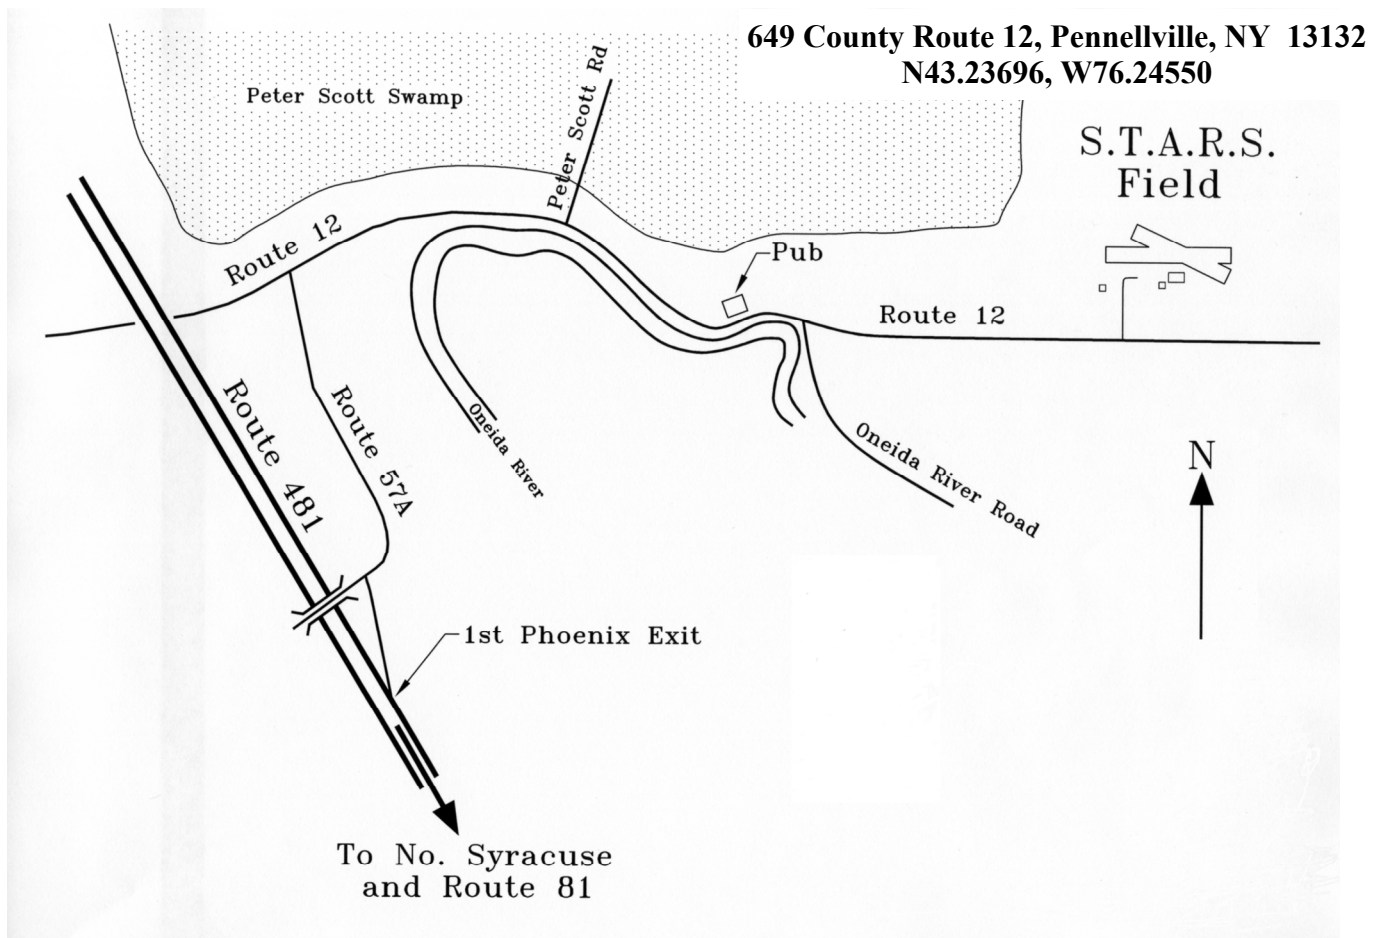 649 County Route 12, Pennellville, NY 13132
N43.23696, W76.24550
Peter Scott Swamp
Peter Scott Rd
S.T.A.R.S.
Field
Route 12
Pub
Route 12
Route 481
Route 57A
Oneida River
Oneida River Road
N
1st Phoenix Exit
To No. Syracuse
and Route 81